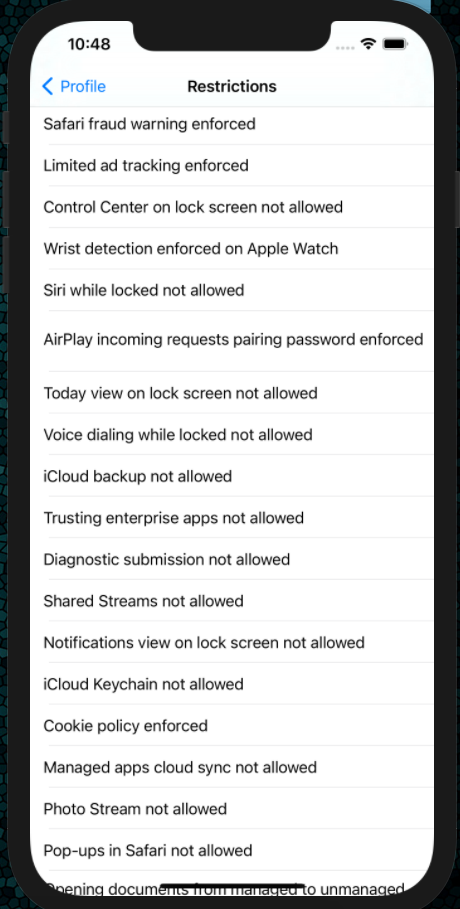 10:48
Profile
Restrictions
Safari fraud warning enforced
Limited ad tracking enforced
Control Center on lock screen not allowed
Wrist detection enforced on Apple Watch
Siri while locked not allowed
AirPlay incoming requests pairing password enforced
Today view on lock screen not allowed
Voice dialing while locked not allowed
iCloud backup not allowed
Trusting enterprise apps not allowed
Diagnostic submission not allowed
Shared Streams not allowed
Notifications view on lock screen not allowed
iCloud Keychain not allowed
Cookie policy enforced
Managed apps cloud sync not allowed
Photo Stream not allowed
Pop-ups in Safari not allowed
Opening documents from managed to unmanaged